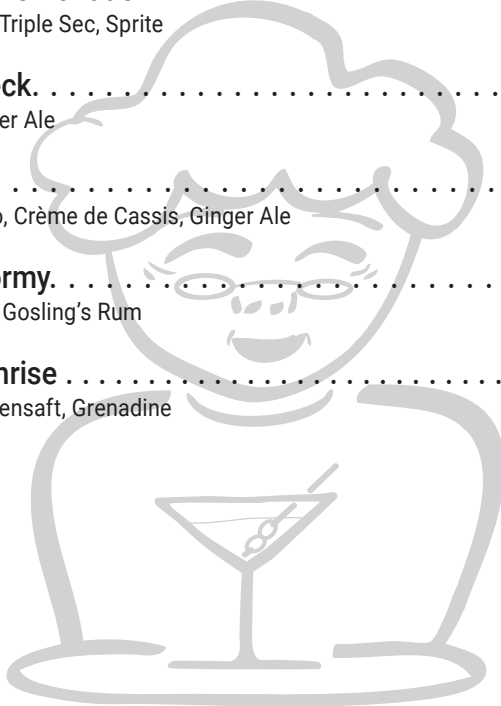 Triple Sec, Sprite
ck. . . . . . . . . . . . . . . . . . . . . . . . . . . . .
er Ale
. . . . . . . . . . . . . . . . . . . . . . . . . . . . . .
, Crème de Cassis, Ginger Ale
rmy. . . . . . . . . . . . . . . . . . . . . . . . . . . .
Gosling’s Rum
nrise . . . . . . . . . . . . . . . . . . . . . . . . . . .
ensaft, Grenadine